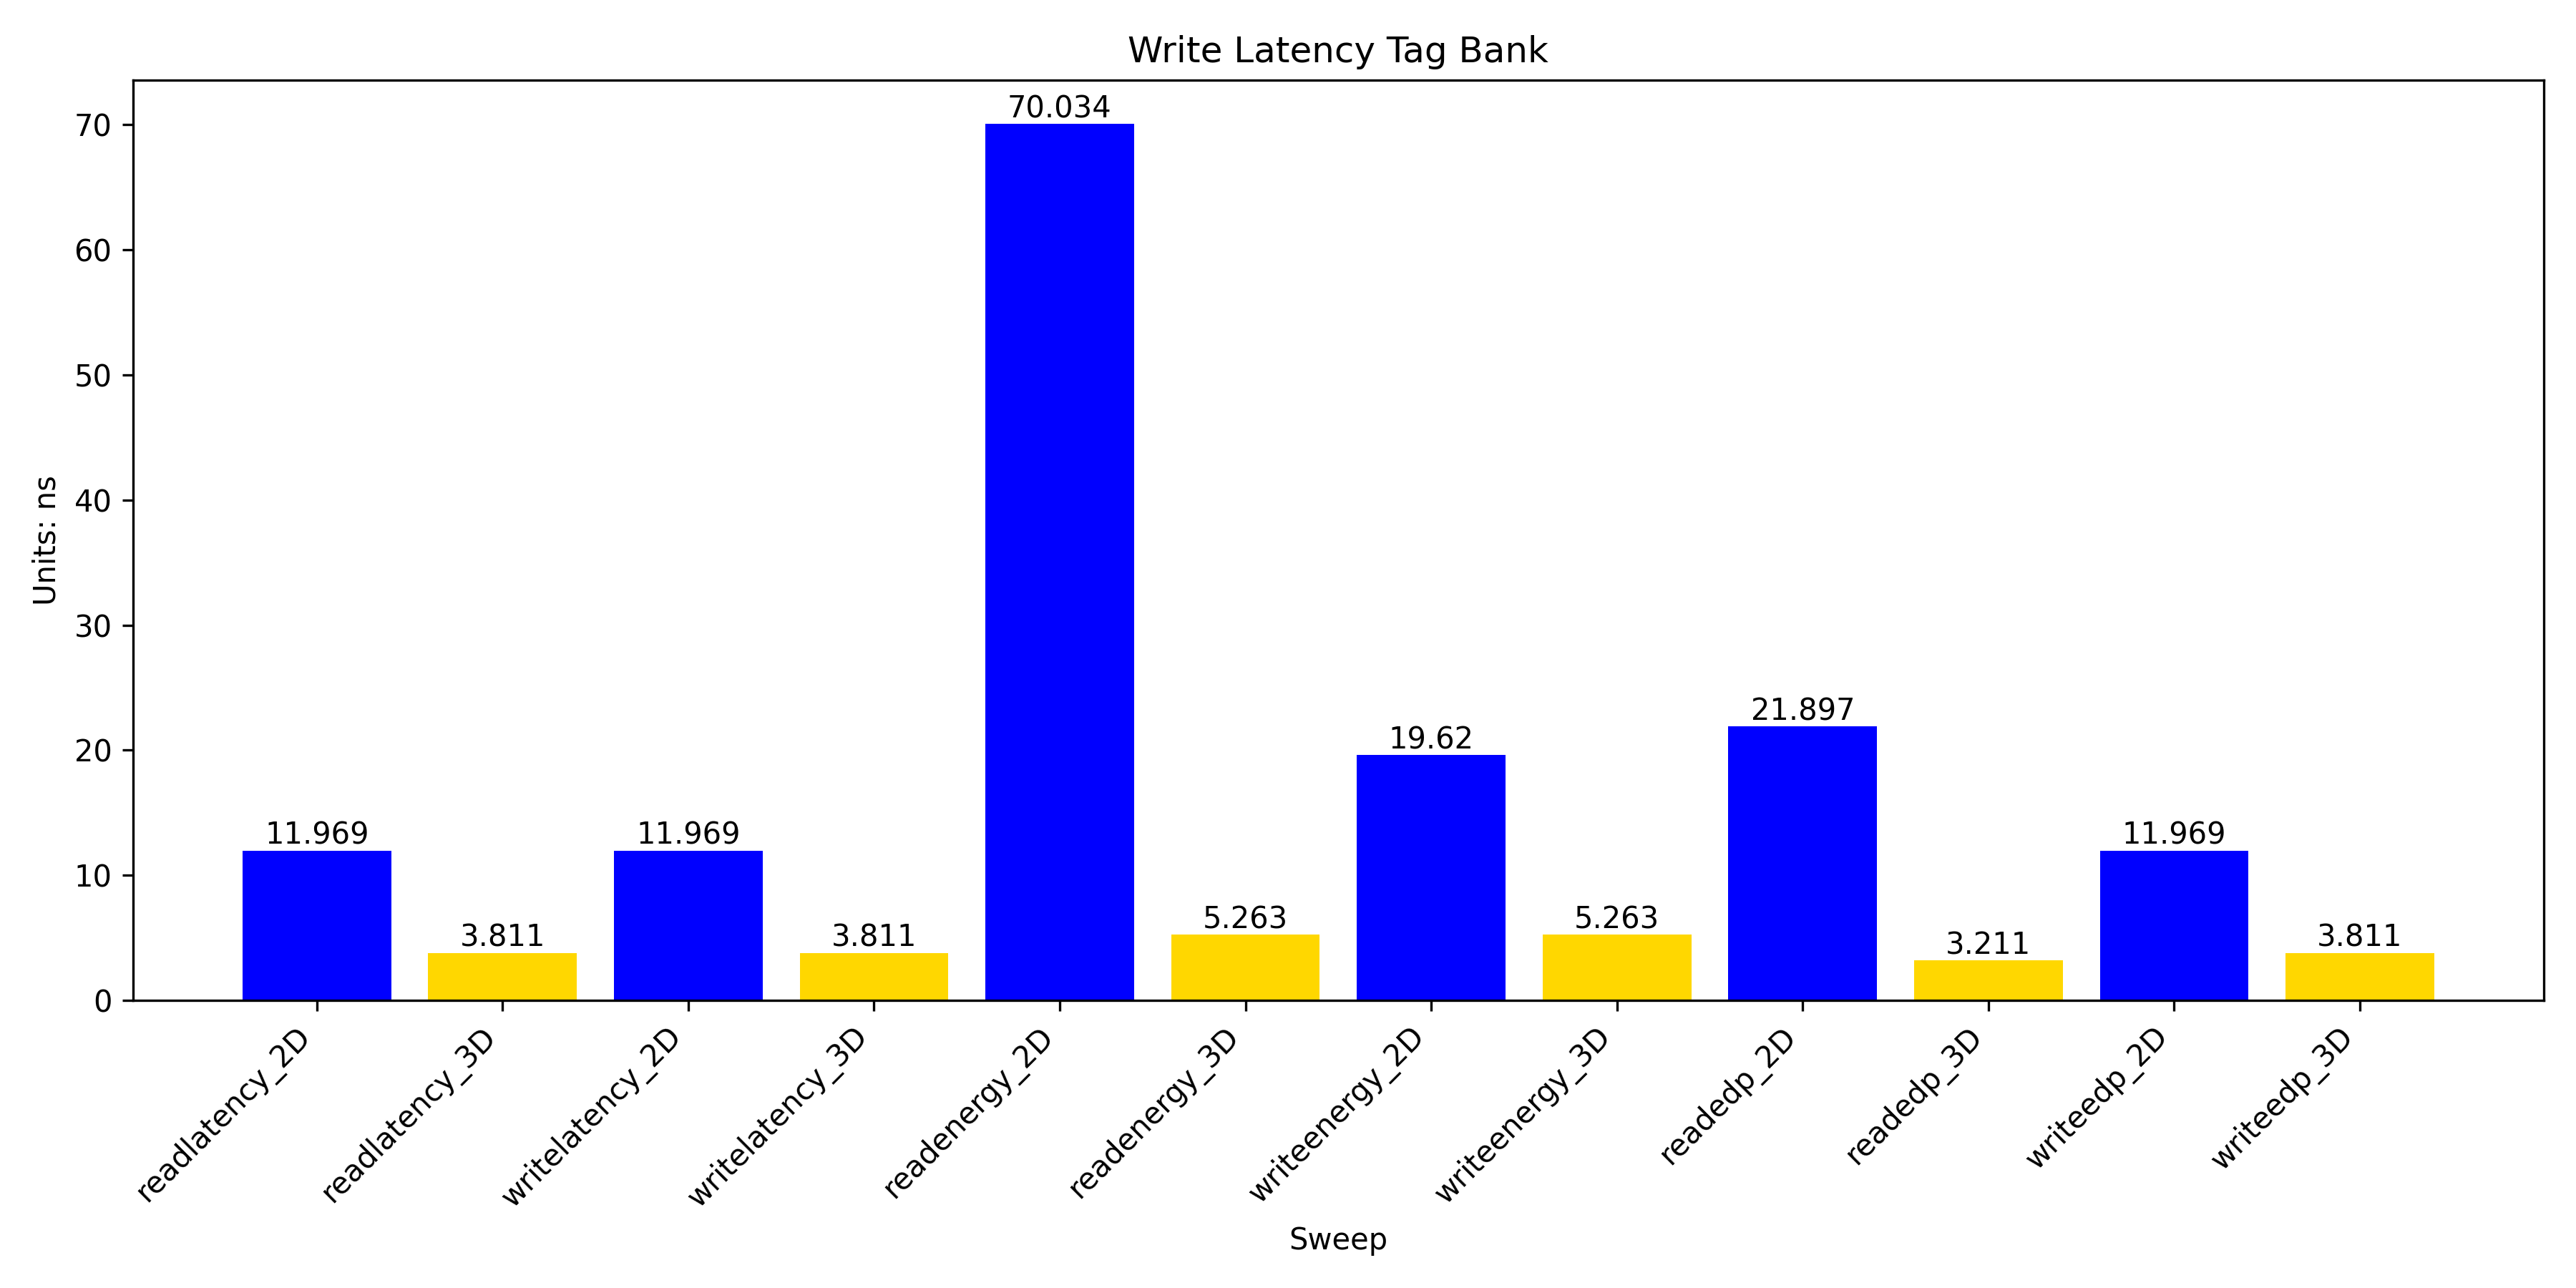 Write Latency Tag Bank
Units: ns
70
60
50
40
30
20
10
0
11.969
3.811
11.969
3.811
70.034
5.263
19.62
5.263
21.897
3.211
11.969
3.811
readlatency_2D
readlatency_3D
writelatency_2D
writelatency_3D
readenergy_2D
readenergy_3D
writeenergy_2D
writeenergy_3D
readedp_2D
readedp_3D
writeedp_2D
writeedp_3D
Sweep